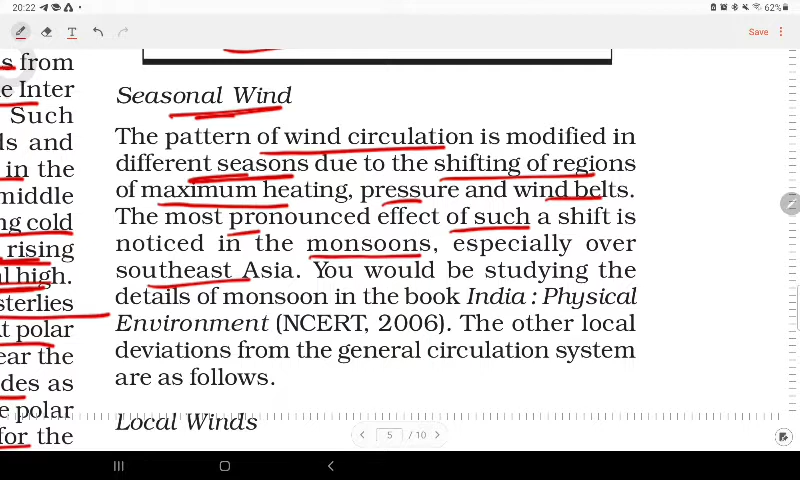 20:22
62%
T
Save
s from
e Inter
Such
ls and
in the
middle
ng cold
rising
al high.
sterlies
t polar
ear the
des as
e polar
for the
Seasonal Wind
The pattern of wind circulation is modified in
different seasons due to the shifting of regions
of maximum heating, pressure and wind belts.
The most pronounced effect of such a shift is
noticed in the monsoons, especially over
southeast Asia. You would be studying the
details of monsoon in the book India : Physical
Environment (NCERT, 2006). The other local
deviations from the general circulation system
are as follows.
Local Winds
5 / 10